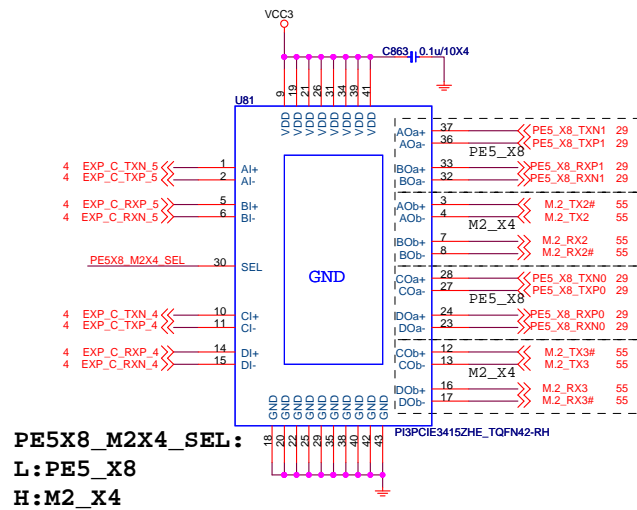 VCC3
C863 0.1u/10X4
U81
9 19 21 26 31 34 39 41
VDD VDD VDD VDD VDD VDD VDD VDD
4 EXP_C_TXN_5 1 AI+
4 EXP_C_TXP_5 2 AI-
4 EXP_C_RXP_5 5 BI+
4 EXP_C_RXN_5 6 BI-
PE5X8_M2X4_SEL 30 SEL
4 EXP_C_TXN_4 10 CI+
4 EXP_C_TXP_4 11 CI-
4 EXP_C_RXP_4 14 DI+
4 EXP_C_RXN_4 15 DI-
GND
AOa+ 37 PE5_X8_TXN1 29
AOa- 36 PE5_X8_TXP1 29
PE5_X8
BOa+ 33 PE5_X8_RXP1 29
BOa- 32 PE5_X8_RXN1 29
AOb+ 3 M.2_TX2# 55
AOb- 4 M.2_TX2 55
M2_X4
BOb+ 7 M.2_RX2 55
BOb- 8 M.2_RX2# 55
COa+ 28 PE5_X8_TXN0 29
COa- 27 PE5_X8_TXP0 29
PE5_X8
DOa+ 24 PE5_X8_RXP0 29
DOa- 23 PE5_X8_RXN0 29
COb+ 12 M.2_TX3# 55
COb- 13 M.2_TX3 55
M2_X4
DOb+ 16 M.2_RX3 55
DOb- 17 M.2_RX3# 55
GND GND GND GND GND GND GND GND GND GND
18 20 22 25 29 35 38 40 42 43
PI3PCIE3415ZHE_TQFN42-RH
PE5X8_M2X4_SEL:
L:PE5_X8
H:M2_X4